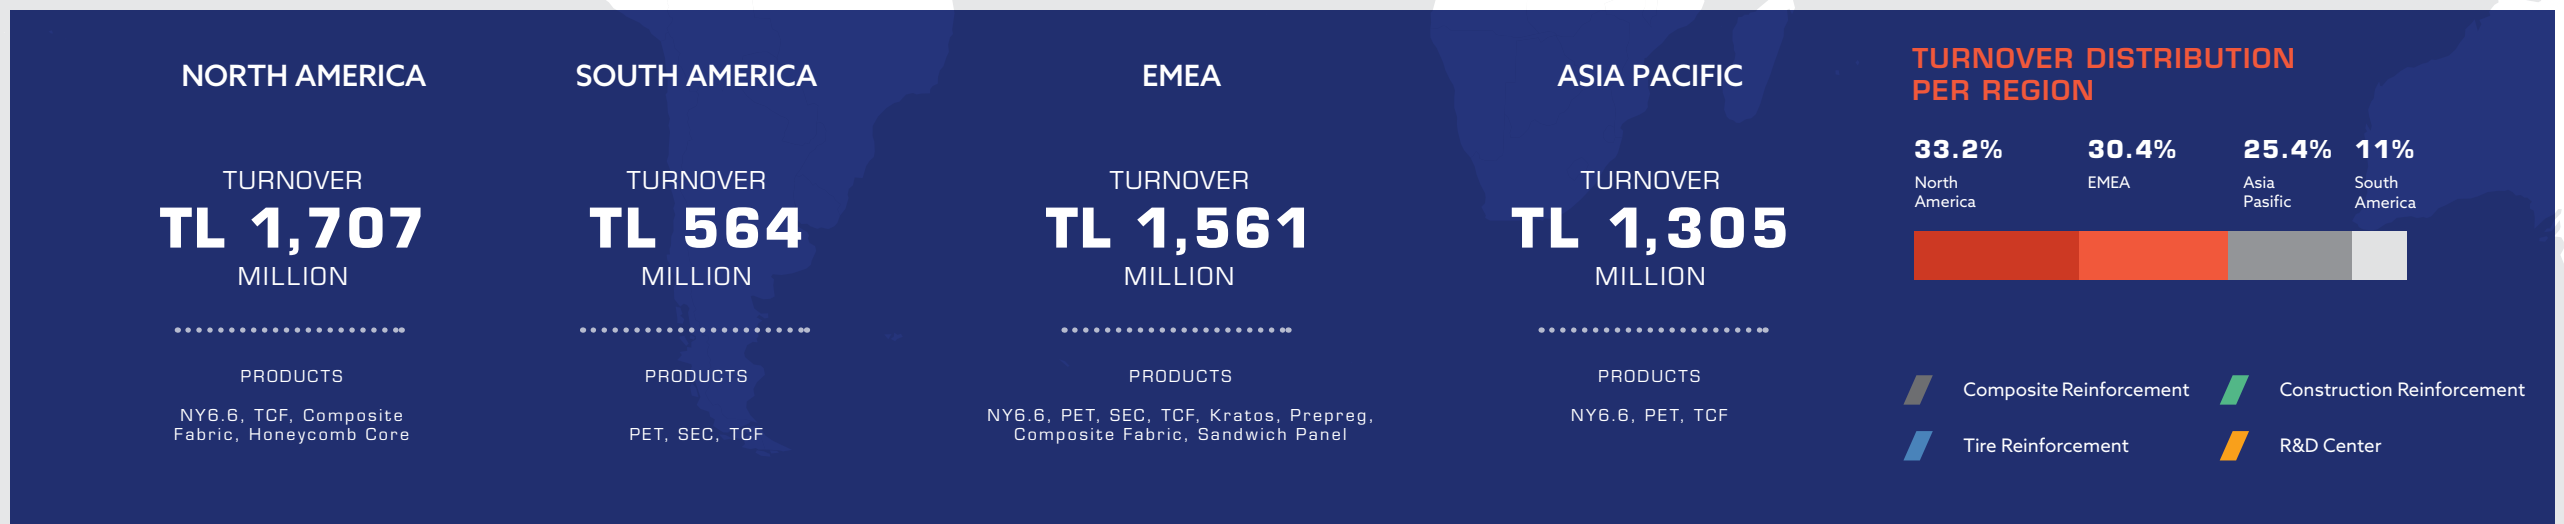 NORTH AMERICA
TURNOVER
TL 1,707
MILLION
PRODUCTS
NY6.6, TCF, Composite
Fabric, Honeycomb Core
SOUTH AMERICA
TURNOVER
TL 564
MILLION
PRODUCTS
PET, SEC, TCF
EMEA
TURNOVER
TL 1,561
MILLION
PRODUCTS
NY6.6, PET, SEC, TCF, Kratos, Prepreg,
Composite Fabric, Sandwich Panel
ASIA PACIFIC
TURNOVER
TL 1,305
MILLION
PRODUCTS
NY6.6, PET, TCF
TURNOVER DISTRIBUTION
PER REGION
33.2%
North
America
30.4%
EMEA
25.4%
Asia
Pasific
11%
South
America
Composite Reinforcement
Construction Reinforcement
Tire Reinforcement
R&D Center